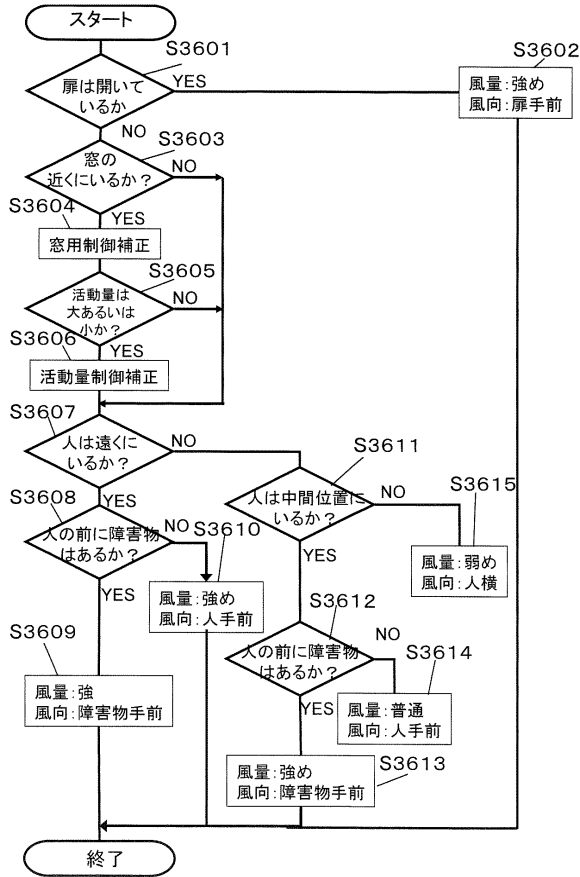 スタート
S3601
扉は開いて
いるか
YES
NO
S3602
風量:強め
風向:扉手前
S3603
窓の
近くにいるか?
NO
YES
S3604
窓用制御補正
S3605
活動量は
大あるいは
小か?
NO
YES
S3606
活動量制御補正
S3607
人は遠くに
いるか?
NO
YES
S3608
人の前に障害物
はあるか?
NO
YES
S3610
風量:強め
風向:人手前
S3609
風量:強
風向:障害物手前
S3611
人は中間位置に
いるか?
NO
YES
S3615
風量:弱め
風向:人横
S3612
人の前に障害物
はあるか?
NO
YES
S3614
風量:普通
風向:人手前
S3613
風量:強め
風向:障害物手前
終了